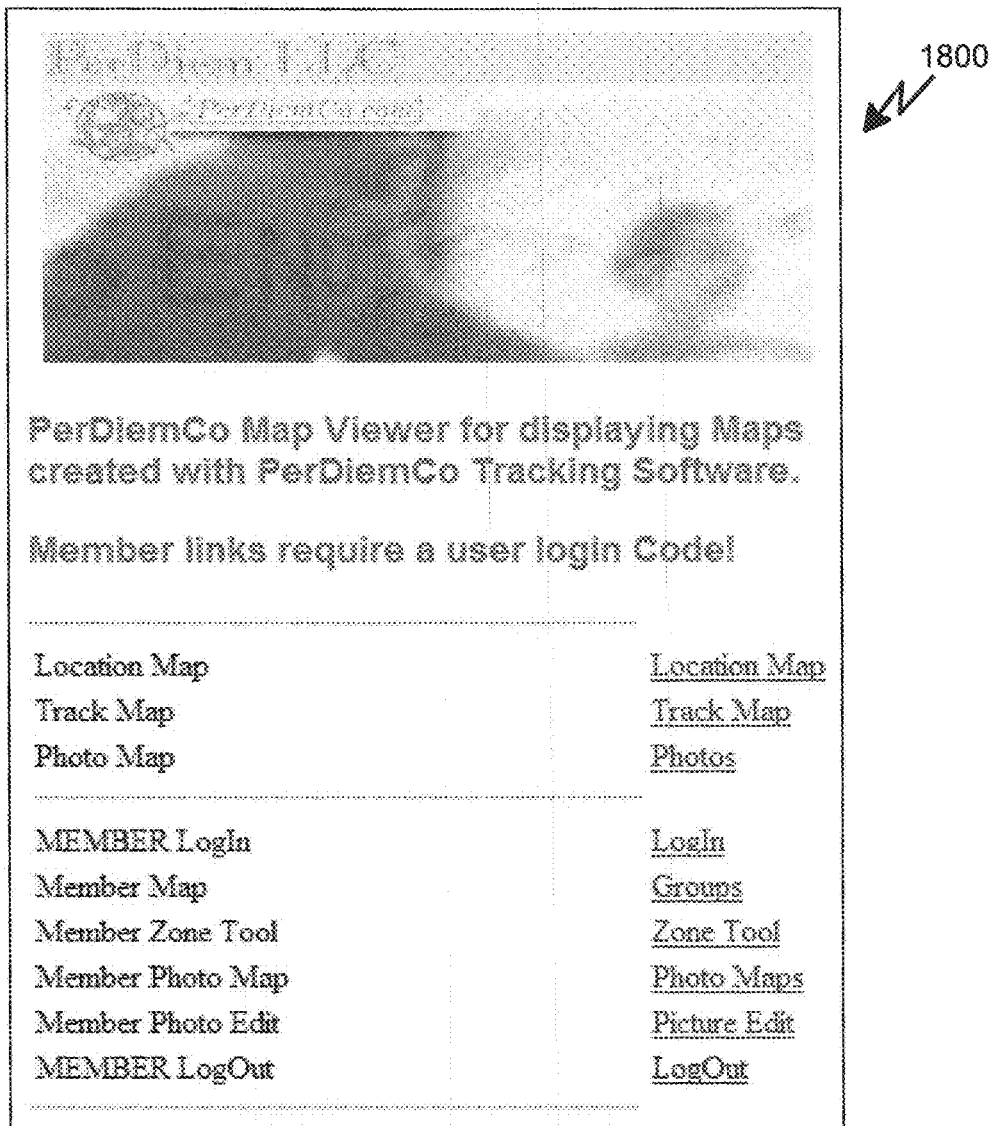 PerDiem LLC
(PerDiemCo.com)
1800
PerDiemCo Map Viewer for displaying Maps
created with PerDiemCo Tracking Software.
Member links require a user login Code!
Location Map Location Map
Track Map Track Map
Photo Map Photos
MEMBER LogIn LogIn
Member Map Groups
Member Zone Tool Zone Tool
Member Photo Map Photo Maps
Member Photo Edit Picture Edit
MEMBER LogOut LogOut